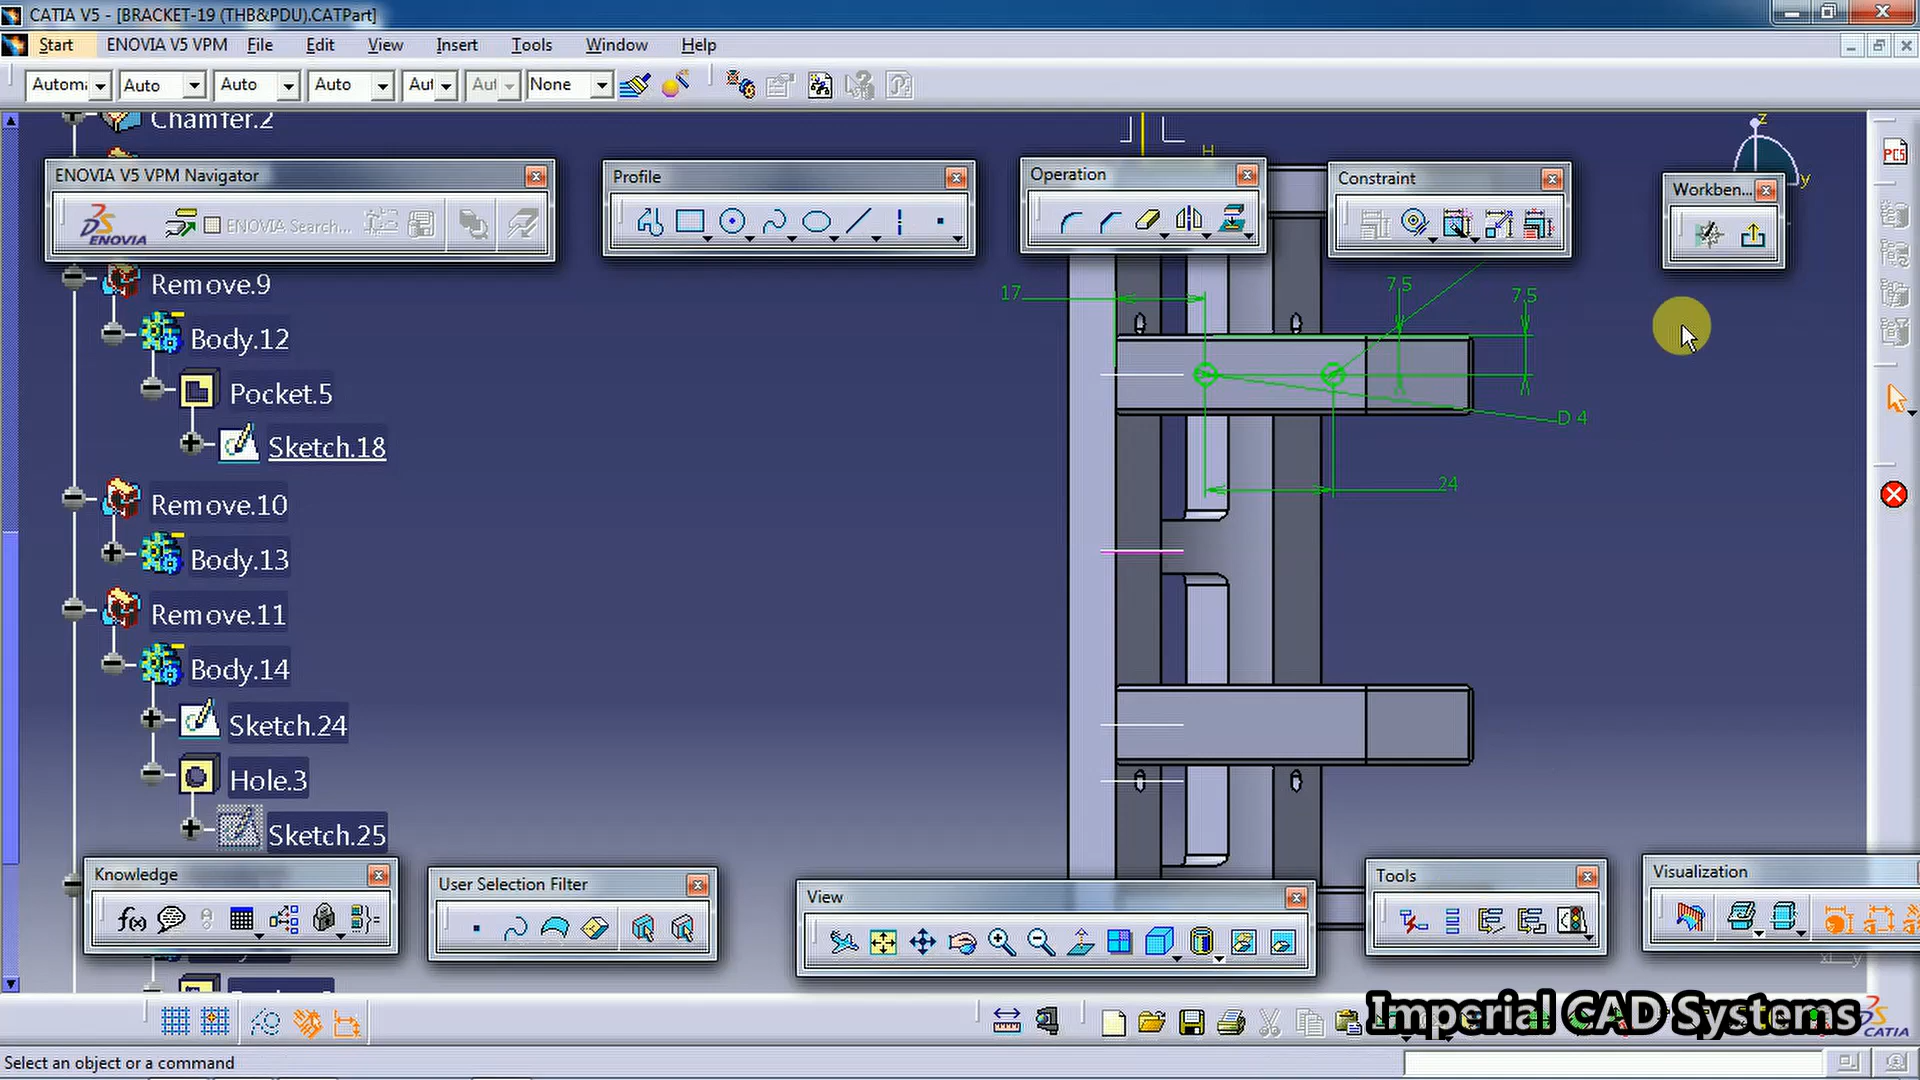 CATIA V5 - [BRACKET-19 (THB&PDU).CATPart]
Start ENOVIA V5 VPM File Edit View Insert Tools Window Help
Auto Auto Auto None
Chamfer.2
z
H
ENOVIA V5 VPM Navigator
Profile
Operation
Constraint
Workben...
y
PCS
ENOVIA
ENOVIA Search...
Remove.9
17
7.5
7.5
Body.12
Pocket.5
D 4
Sketch.18
24
Remove.10
Body.13
Remove.11
Body.14
Sketch.24
Hole.3
Sketch.25
Knowledge
User Selection Filter
View
Tools
Visualization
f(x)
Imperial CAD Systems
CATIA
Select an object or a command